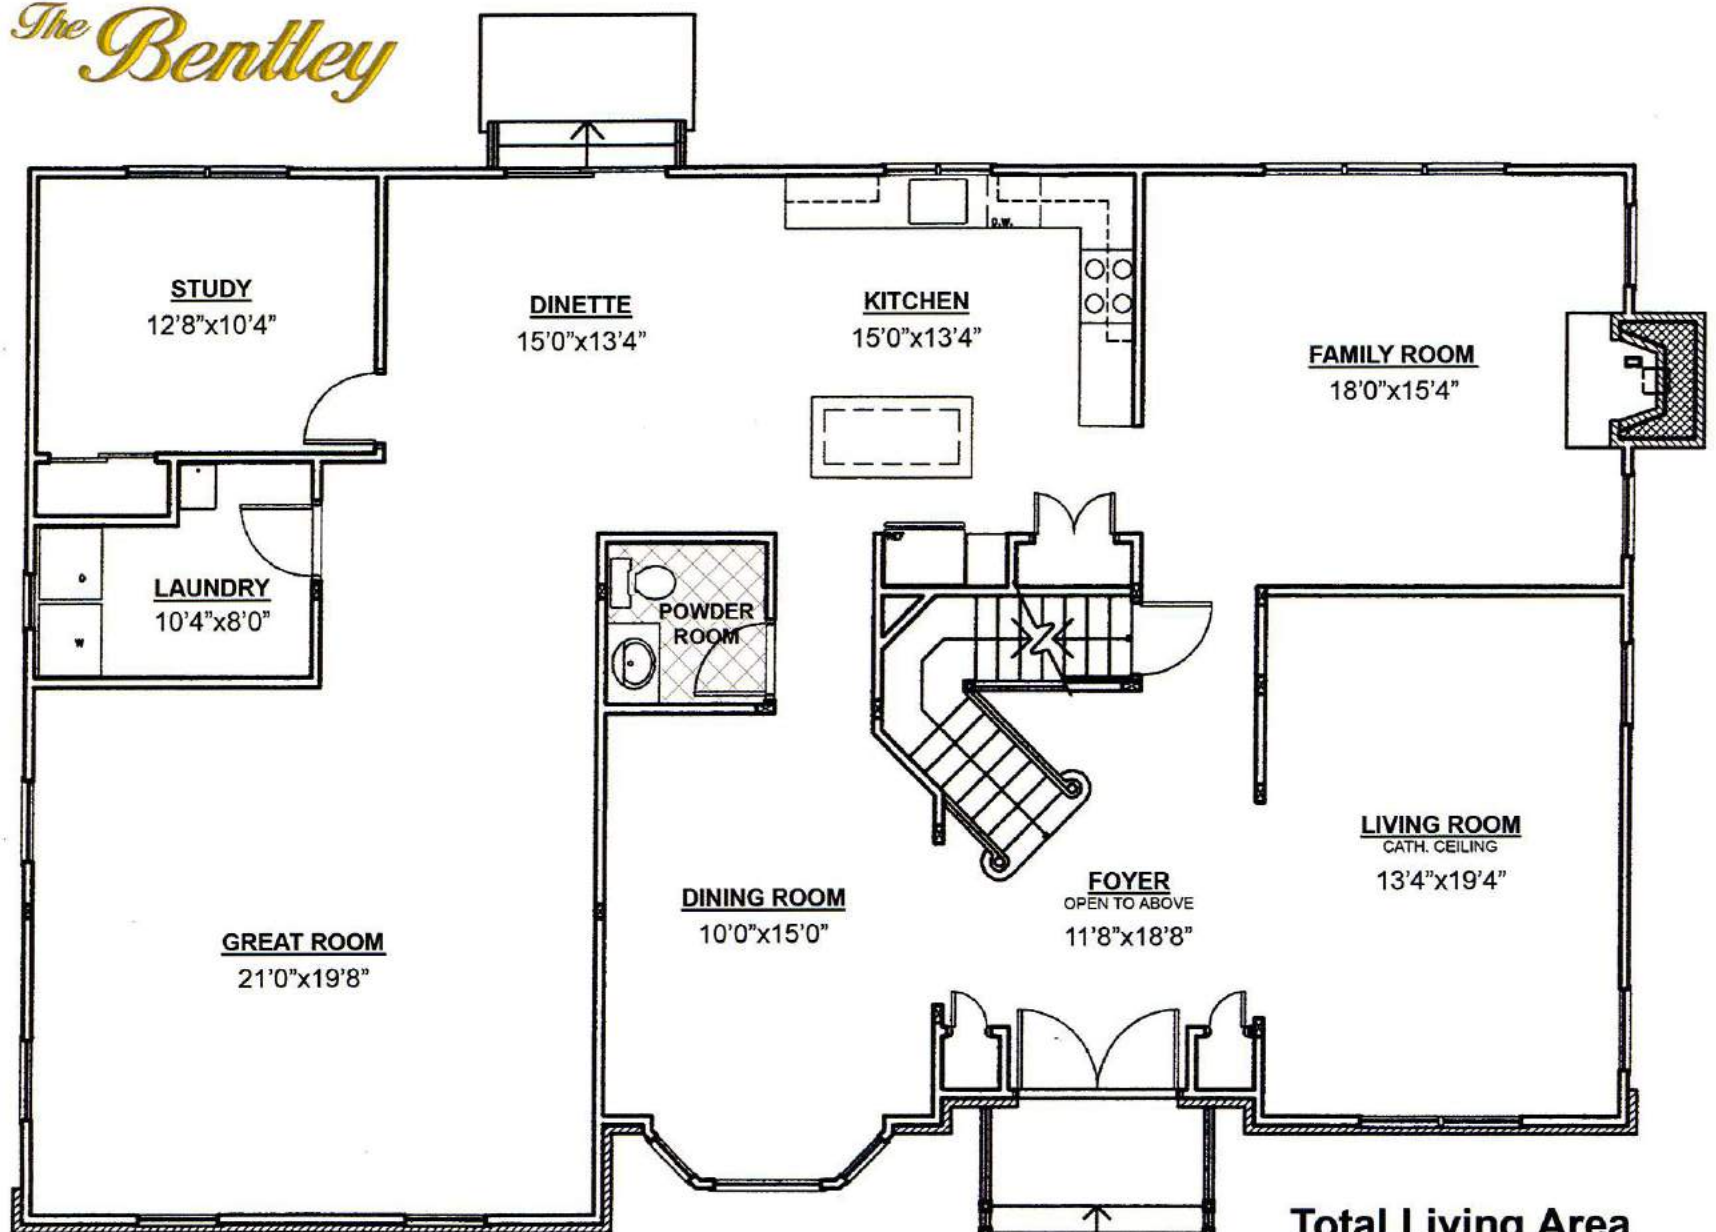 The Bentley
STUDY
12'8"x10'4"
DINETTE
15'0"x13'4"
KITCHEN
15'0"x13'4"
D.W.
FAMILY ROOM
18'0"x15'4"
LAUNDRY
10'4"x8'0"
D
W
POWDER
ROOM
REF
LIVING ROOM
CATH. CEILING
13'4"x19'4"
DINING ROOM
10'0"x15'0"
FOYER
OPEN TO ABOVE
11'8"x18'8"
GREAT ROOM
21'0"x19'8"
Total Living Area